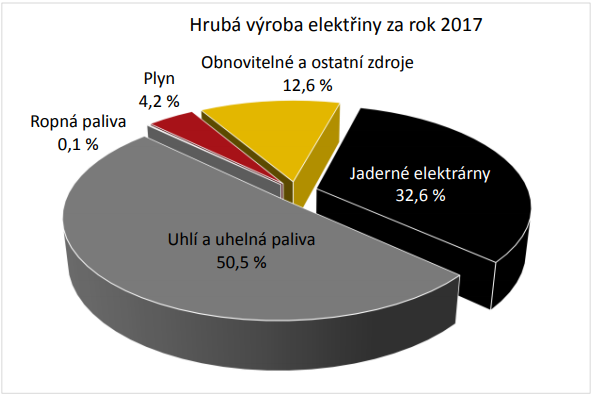 Hrubá výroba elektřiny za rok 2017
Obnovitelné a ostatní zdroje
12,6 %
Plyn
4,2 %
Ropná paliva
0,1 %
Jaderné elektrárny
32,6 %
Uhlí a uhelná paliva
50,5 %